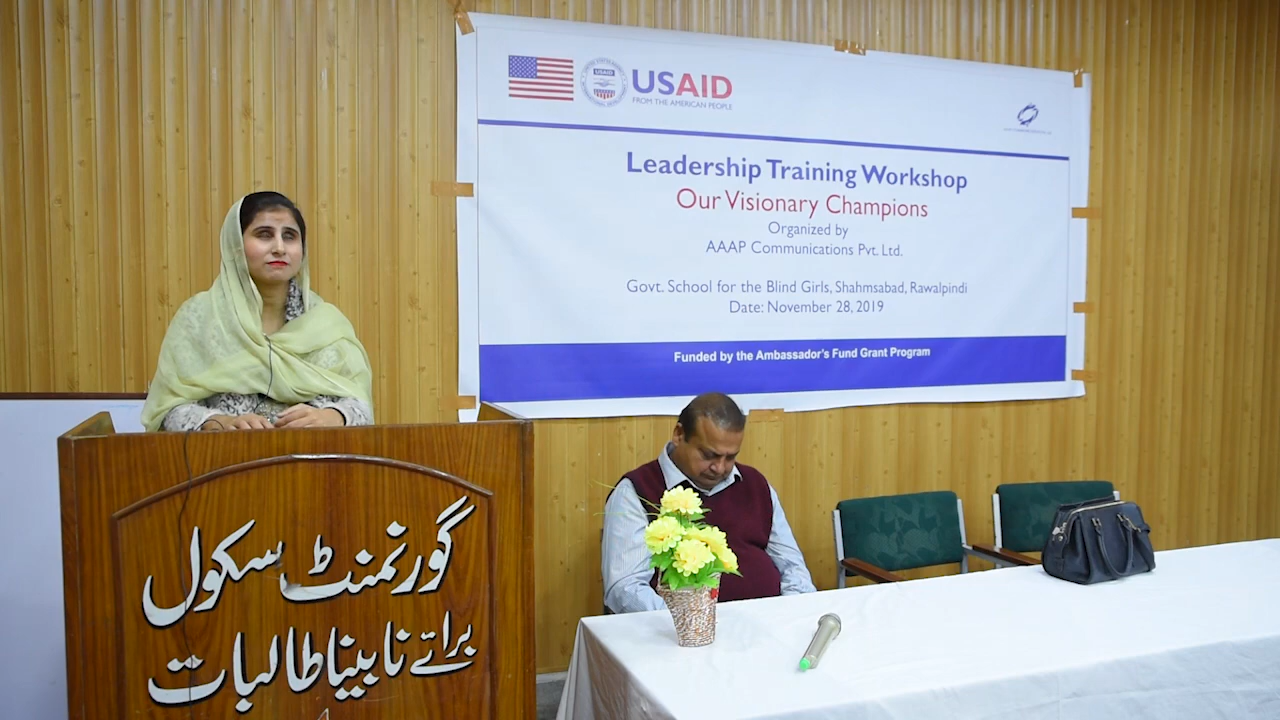 USAID
FROM THE AMERICAN PEOPLE
Leadership Training Workshop
Our Visionary Champions
Organized by
AAAP Communications Pvt. Ltd.
Govt. School for the Blind Girls, Shahmsabad, Rawalpindi
Date: November 28, 2019
Funded by the Ambassador's Fund Grant Program
گورنمنٹ سکول
برائے نابینا طالبات